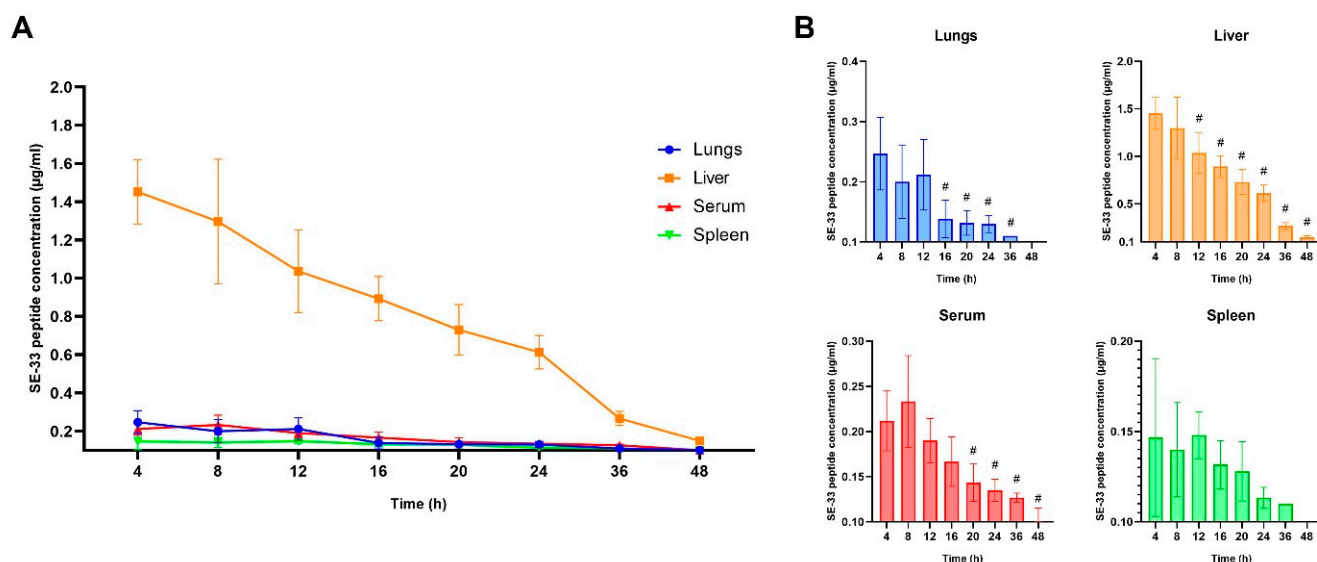 A
SE-33 peptide concentration (µg/ml)
2.0
1.8
1.6
1.4
1.2
1.0
0.8
0.6
0.4
0.2
4 8 12 16 20 24 36 48
Time (h)
Lungs
Liver
Serum
Spleen
B
Lungs
SE-33 peptide concentration (µg/ml)
0.4
0.3
0.2
0.1
# # # #
4 8 12 16 20 24 36 48
Time (h)
Liver
SE-33 peptide concentration (µg/ml)
2.0
1.5
1.0
0.5
0.1
# # # # # #
4 8 12 16 20 24 36 48
Time (h)
Serum
SE-33 peptide concentration (µg/ml)
0.30
0.25
0.20
0.15
0.10
# # # #
4 8 12 16 20 24 36 48
Time (h)
Spleen
SE-33 peptide concentration (µg/ml)
0.20
0.15
0.10
4 8 12 16 20 24 36 48
Time (h)